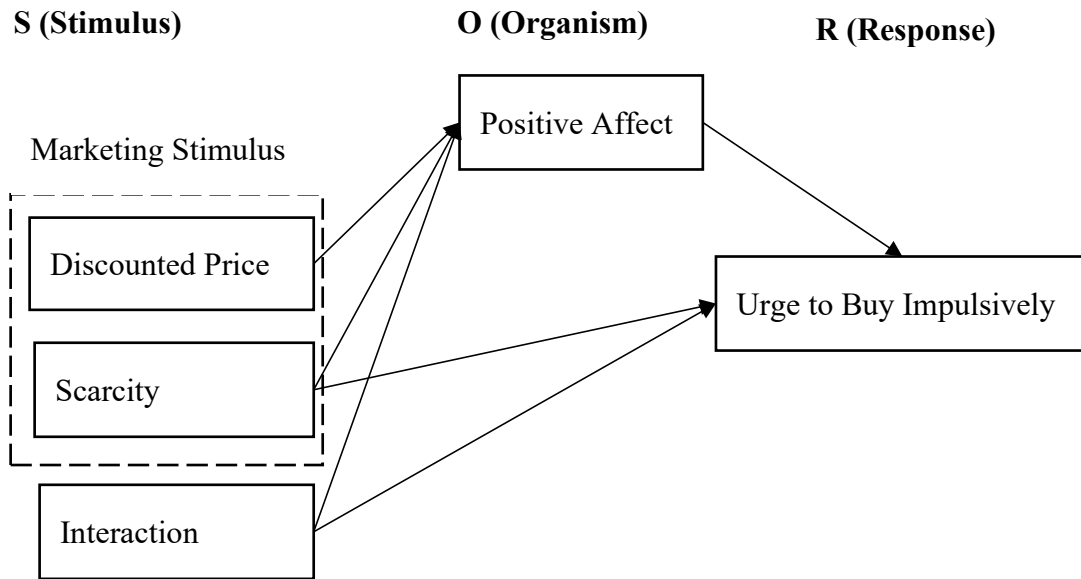 S (Stimulus)
O (Organism)
R (Response)
Positive Affect
Marketing Stimulus
Discounted Price
Urge to Buy Impulsively
Scarcity
Interaction